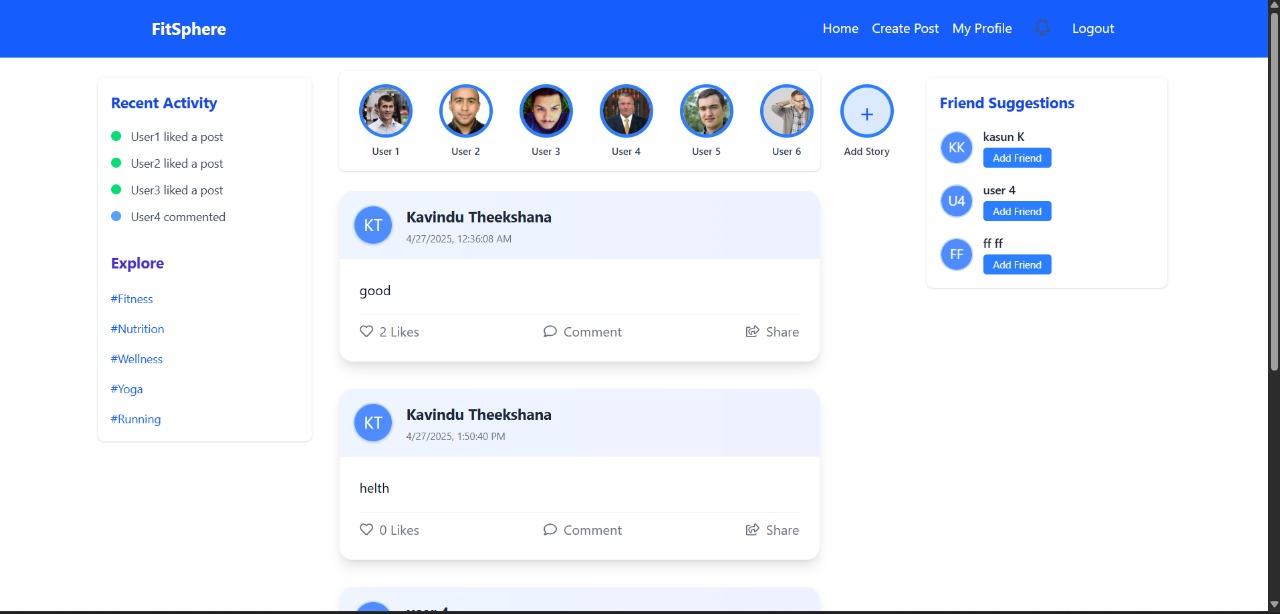 FitSphere
Home Create Post My Profile Logout
Recent Activity
User1 liked a post
User2 liked a post
User3 liked a post
User4 commented
Explore
#Fitness
#Nutrition
#Wellness
#Yoga
#Running
User 1 User 2 User 3 User 4 User 5 User 6 + Add Story
KT Kavindu Theekshana
4/27/2025, 12:36:08 AM
good
2 Likes Comment Share
KT Kavindu Theekshana
4/27/2025, 1:50:40 PM
helth
0 Likes Comment Share
Friend Suggestions
KK kasun K
Add Friend
U4 user 4
Add Friend
FF ff ff
Add Friend